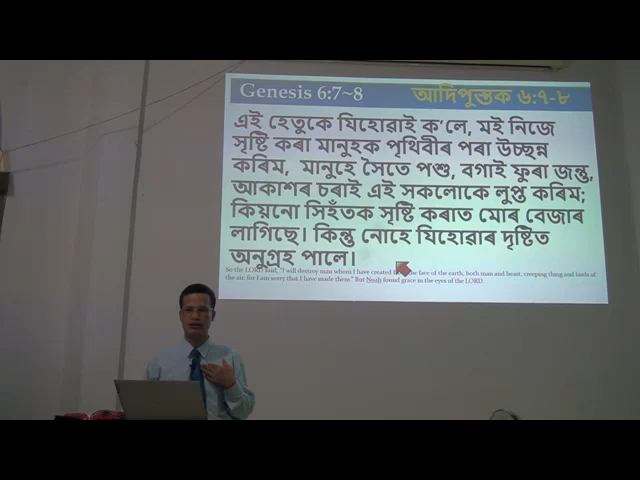 Genesis 6:7~8 আদিপুস্তক ৬:৭-৮
এই হেতুকে যিহোৱাই ক'লে, মই নিজে
সৃষ্টি কৰা মানুহক পৃথিবীৰ পৰা উচ্ছন্ন
কৰিম, মানুহে সৈতে পশু, বগাই ফুৰা জন্তু,
আকাশৰ চৰাই এই সকলোকে লুপ্ত কৰিম;
কিয়নো সিহঁতক সৃষ্টি কৰাত মোৰ বেজাৰ
লাগিছে। কিন্তু নোহে যিহোৱাৰ দৃষ্টিত
অনুগ্ৰহ পালে।
So the LORD said, "I will destroy man whom I have created the face of the earth, both man and beast, creeping thing and birds of
the air, for I am sorry that I have made them." But Noah found grace in the eyes of the LORD.